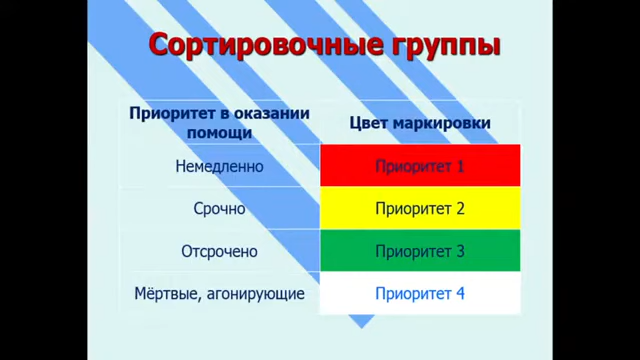 Сортировочные группы
Приоритет в оказании
помощи
Цвет маркировки
Немедленно
Приоритет 1
Срочно
Приоритет 2
Отсрочено
Приоритет 3
Мёртвые, агонирующие
Приоритет 4